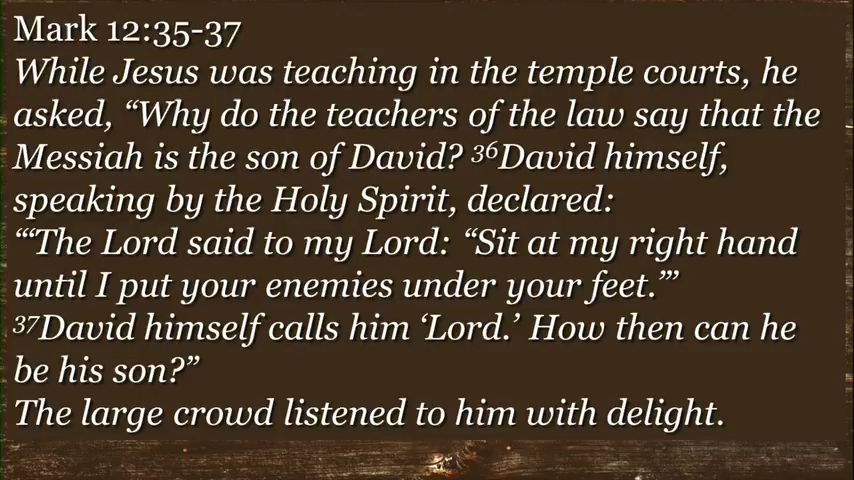 Mark 12:35-37
While Jesus was teaching in the temple courts, he
asked, “Why do the teachers of the law say that the
Messiah is the son of David? ³⁶David himself,
speaking by the Holy Spirit, declared:
“‘The Lord said to my Lord: “Sit at my right hand
until I put your enemies under your feet.”’
³⁷David himself calls him ‘Lord.’ How then can he
be his son?”
The large crowd listened to him with delight.